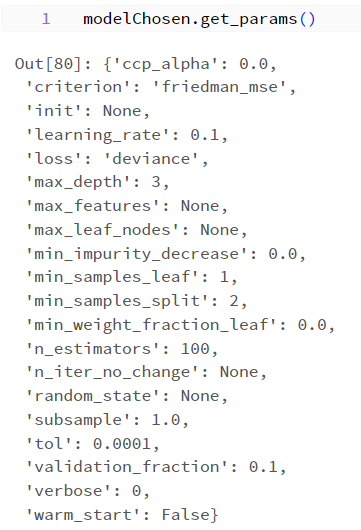 1 modelChosen.get_params()
Out[80]: {'ccp_alpha': 0.0,
'criterion': 'friedman_mse',
'init': None,
'learning_rate': 0.1,
'loss': 'deviance',
'max_depth': 3,
'max_features': None,
'max_leaf_nodes': None,
'min_impurity_decrease': 0.0,
'min_samples_leaf': 1,
'min_samples_split': 2,
'min_weight_fraction_leaf': 0.0,
'n_estimators': 100,
'n_iter_no_change': None,
'random_state': None,
'subsample': 1.0,
'tol': 0.0001,
'validation_fraction': 0.1,
'verbose': 0,
'warm_start': False}